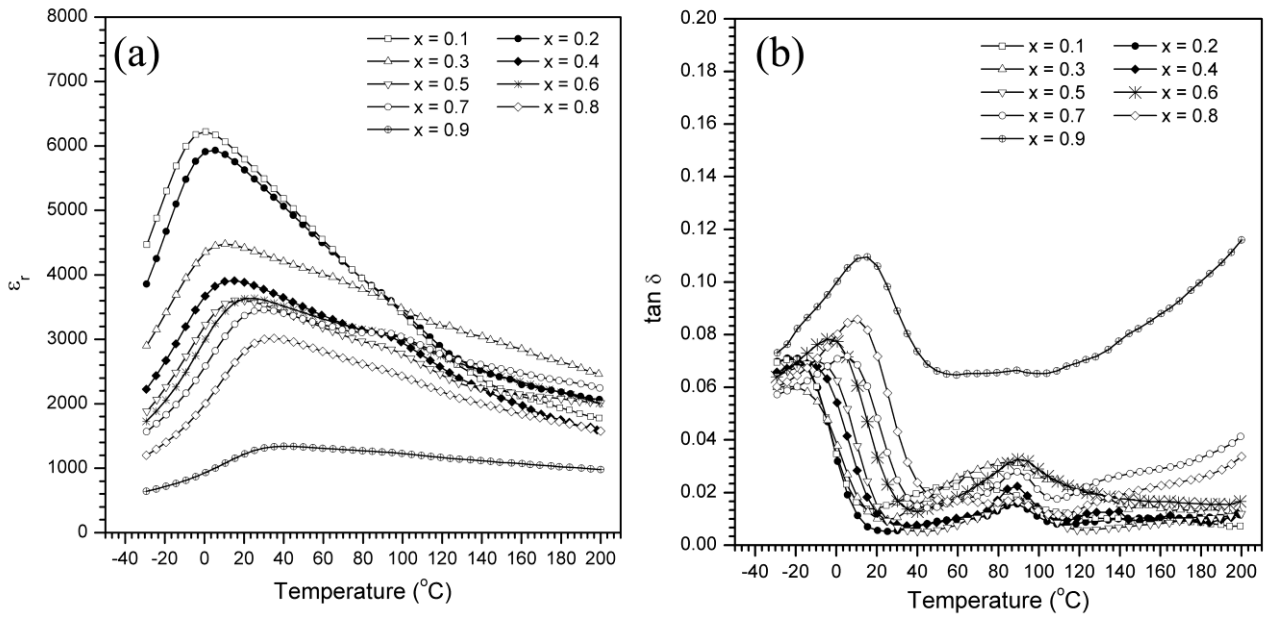 (a)
x = 0.1 x = 0.2
x = 0.3 x = 0.4
x = 0.5 x = 0.6
x = 0.7 x = 0.8
x = 0.9
8000
7000
6000
5000
4000
3000
2000
1000
0
εr
-40 -20 0 20 40 60 80 100 120 140 160 180 200
Temperature (°C)
(b)
x = 0.1 x = 0.2
x = 0.3 x = 0.4
x = 0.5 x = 0.6
x = 0.7 x = 0.8
x = 0.9
0.20
0.18
0.16
0.14
0.12
0.10
0.08
0.06
0.04
0.02
0.00
tan δ
-40 -20 0 20 40 60 80 100 120 140 160 180 200
Temperature (°C)